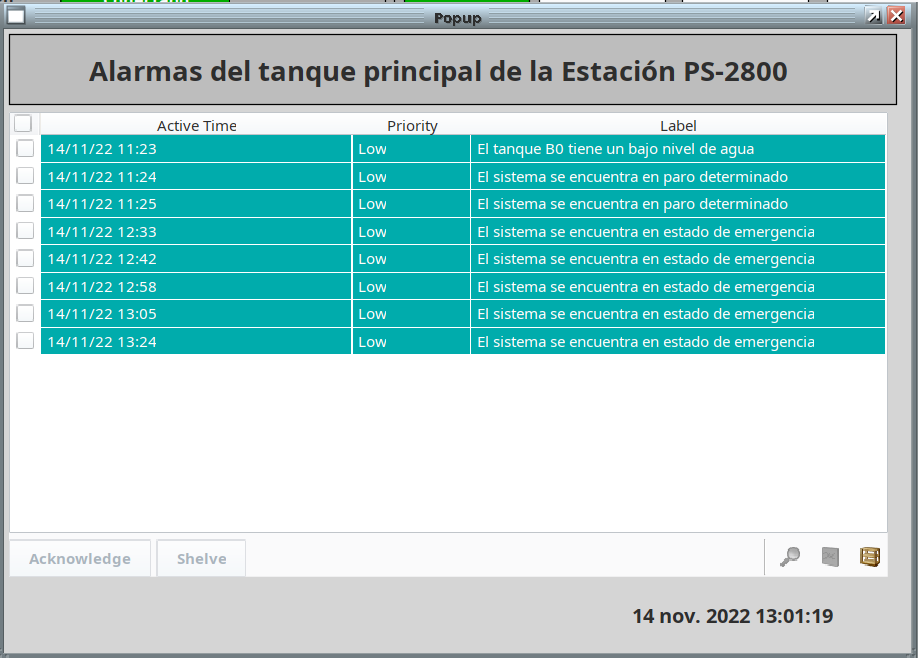 Popup
Alarmas del tanque principal de la Estación PS-2800
Active Time Priority Label
14/11/22 11:23 Low El tanque B0 tiene un bajo nivel de agua
14/11/22 11:24 Low El sistema se encuentra en paro determinado
14/11/22 11:25 Low El sistema se encuentra en paro determinado
14/11/22 12:33 Low El sistema se encuentra en estado de emergencia
14/11/22 12:42 Low El sistema se encuentra en estado de emergencia
14/11/22 12:58 Low El sistema se encuentra en estado de emergencia
14/11/22 13:05 Low El sistema se encuentra en estado de emergencia
14/11/22 13:24 Low El sistema se encuentra en estado de emergencia
Acknowledge Shelve
14 nov. 2022 13:01:19